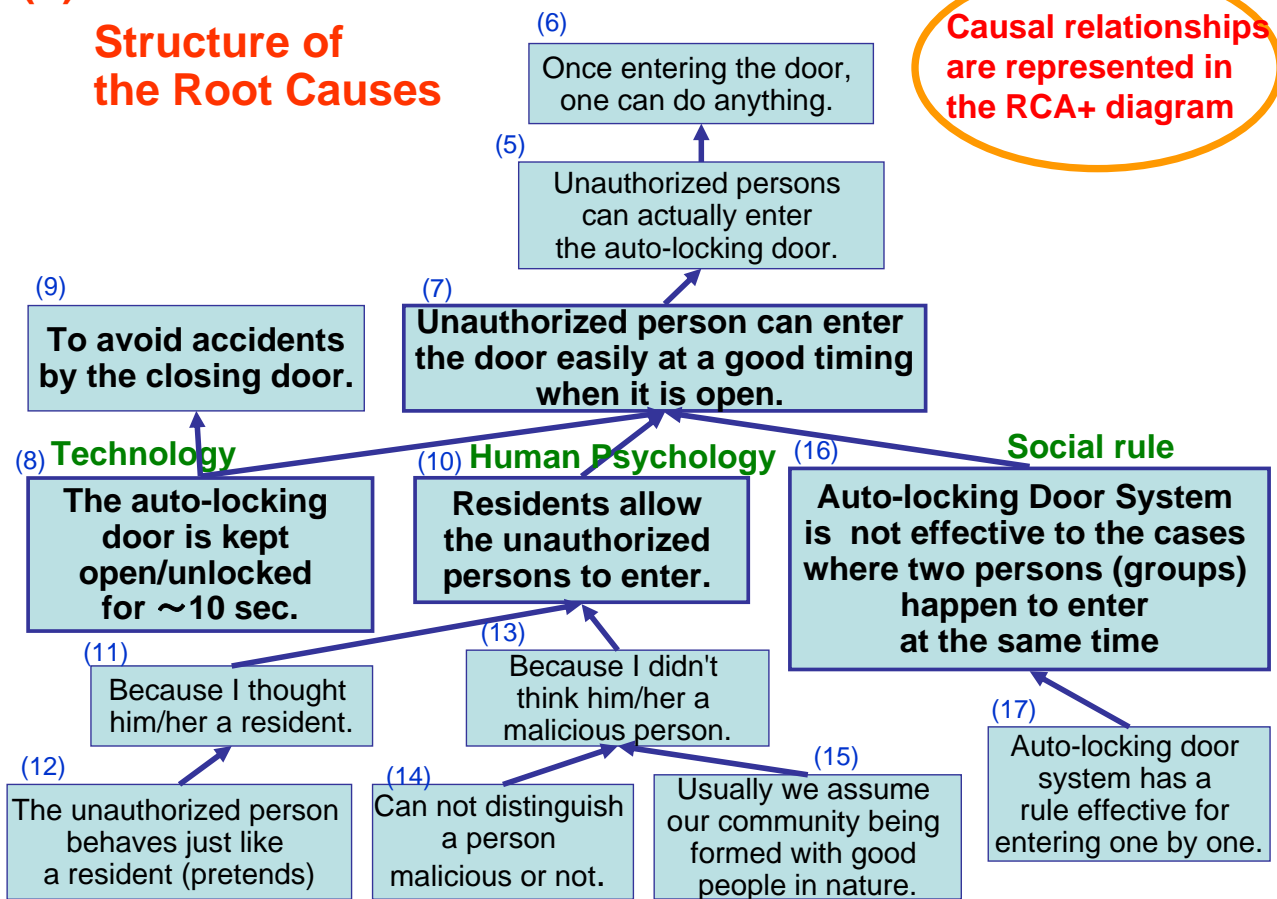 Structure of
the Root Causes
Causal relationships
are represented in
the RCA+ diagram
(6)
Once entering the door,
one can do anything.
(5)
Unauthorized persons
can actually enter
the auto-locking door.
(9)
To avoid accidents
by the closing door.
(7)
Unauthorized person can enter
the door easily at a good timing
when it is open.
(8) Technology
The auto-locking
door is kept
open/unlocked
for ～10 sec.
(10) Human Psychology
Residents allow
the unauthorized
persons to enter.
(16) Social rule
Auto-locking Door System
is not effective to the cases
where two persons (groups)
happen to enter
at the same time
(11)
Because I thought
him/her a resident.
(13)
Because I didn't
think him/her a
malicious person.
(12)
The unauthorized person
behaves just like
a resident (pretends)
(14)
Can not distinguish
a person
malicious or not.
(15)
Usually we assume
our community being
formed with good
people in nature.
(17)
Auto-locking door
system has a
rule effective for
entering one by one.